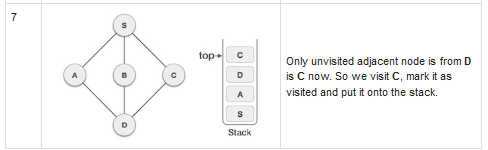 7
S
A
B
C
D
top
C
D
A
S
Stack
Only unvisited adjacent node is from D
is C now. So we visit C, mark it as
visited and put it onto the stack.